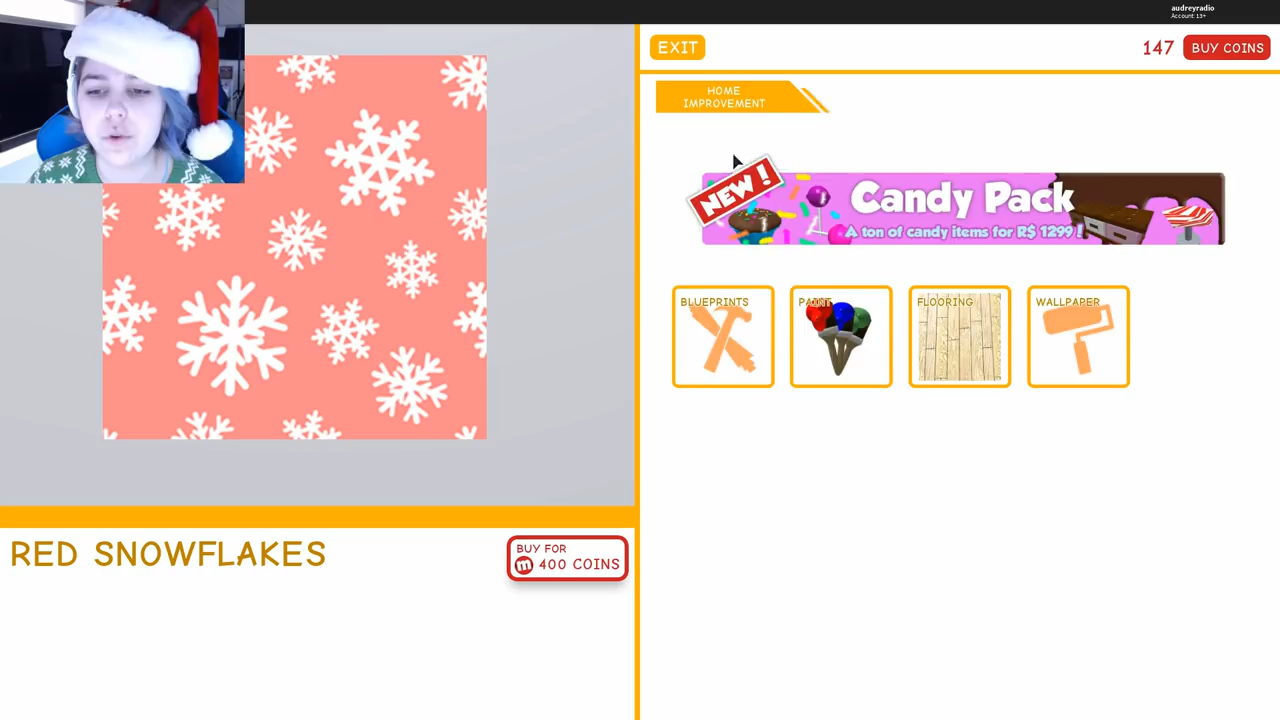 audreyradio
Account: 13+
EXIT
147
BUY COINS
HOME
IMPROVEMENT
NEW!
Candy Pack
A ton of candy items for R$ 1299!
BLUEPRINTS
PAINT
FLOORING
WALLPAPER
RED SNOWFLAKES
BUY FOR
m 400 COINS